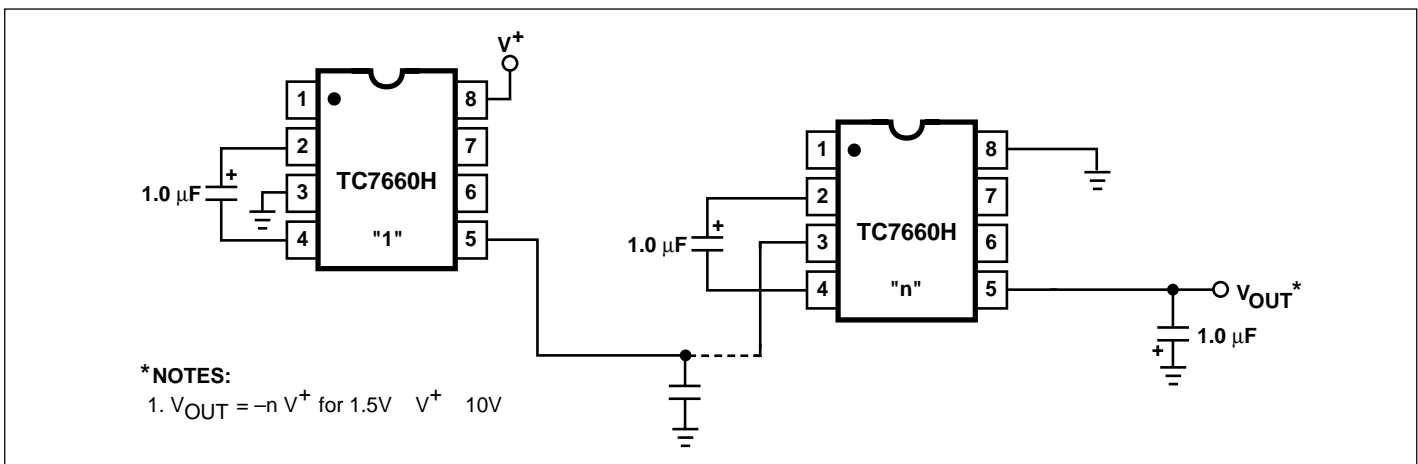 V+
1
8
2
7
+
TC7660H
1.0 µF
3
6
4
"1"
5
1
8
2
7
+
TC7660H
1.0 µF
3
6
4
"n"
5
VOUT*
1.0 µF
+
*NOTES:
1. VOUT = –n V+ for 1.5V V+ 10V